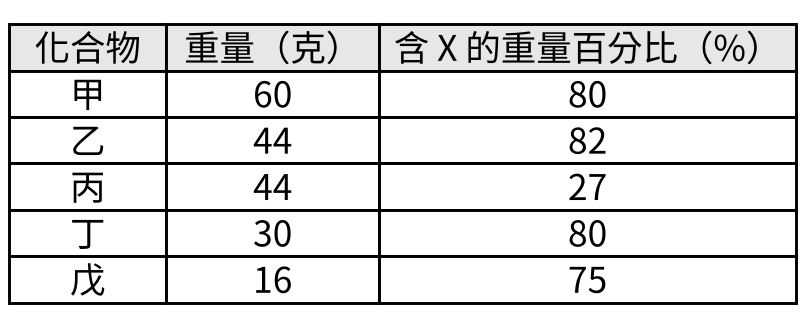 化合物 重量（克） 含 X 的重量百分比（%）
甲 60 80
乙 44 82
丙 44 27
丁 30 80
戊 16 75